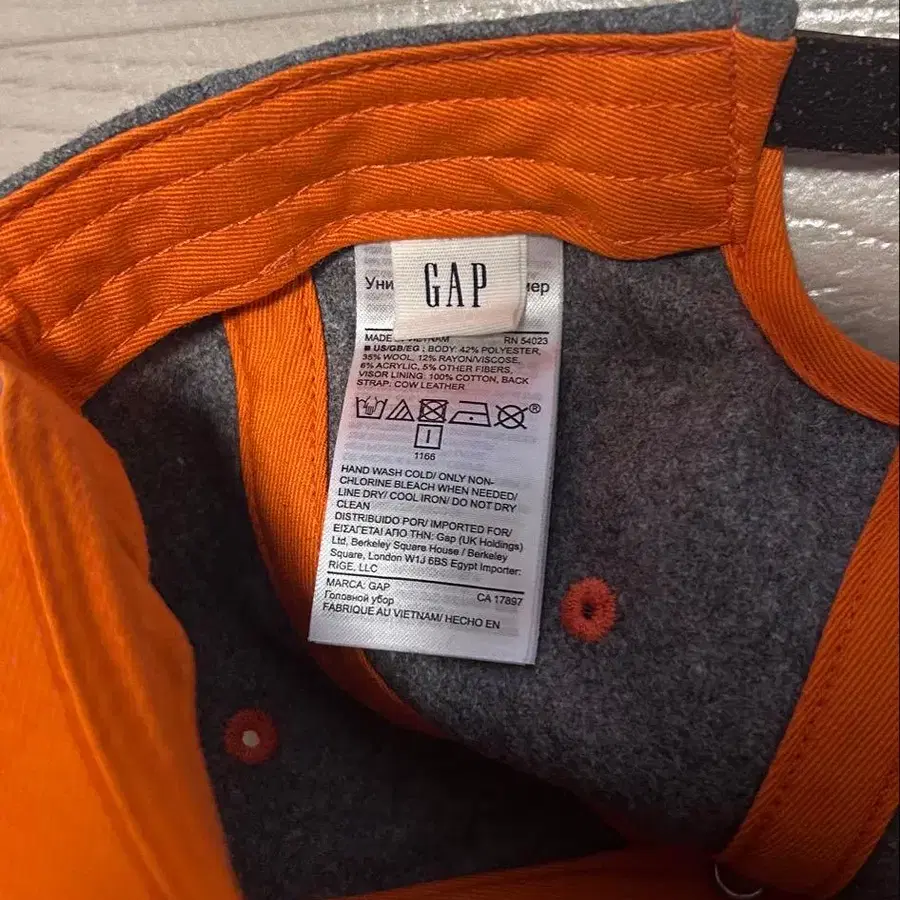 GAP
Уни
мер
MADE
RN 54023
US/GB/EG : BODY: 42% POLYESTER,
35% WOOL, 12% RAYON/VISCOSE,
6% ACRYLIC, 5% OTHER FIBERS,
VISOR LINING: 100% COTTON, BACK
STRAP: COW LEATHER
®
1166
HAND WASH COLD/ ONLY NON-
CHLORINE BLEACH WHEN NEEDED/
LINE DRY/ COOL IRON/ DO NOT DRY
CLEAN
DISTRIBUIDO POR/ IMPORTED FOR/
ΕΙΣΑΓΕΤΑΙ ΑΠΟ ΤΗΝ: Gap (UK Holdings)
Ltd, Berkeley Square House / Berkeley
Square, London W1J 6BS Egypt Importer:
RIGE, LLC
MARCA: GAP
Головной убор
CA 17897
FABRIQUE AU VIETNAM/ HECHO EN